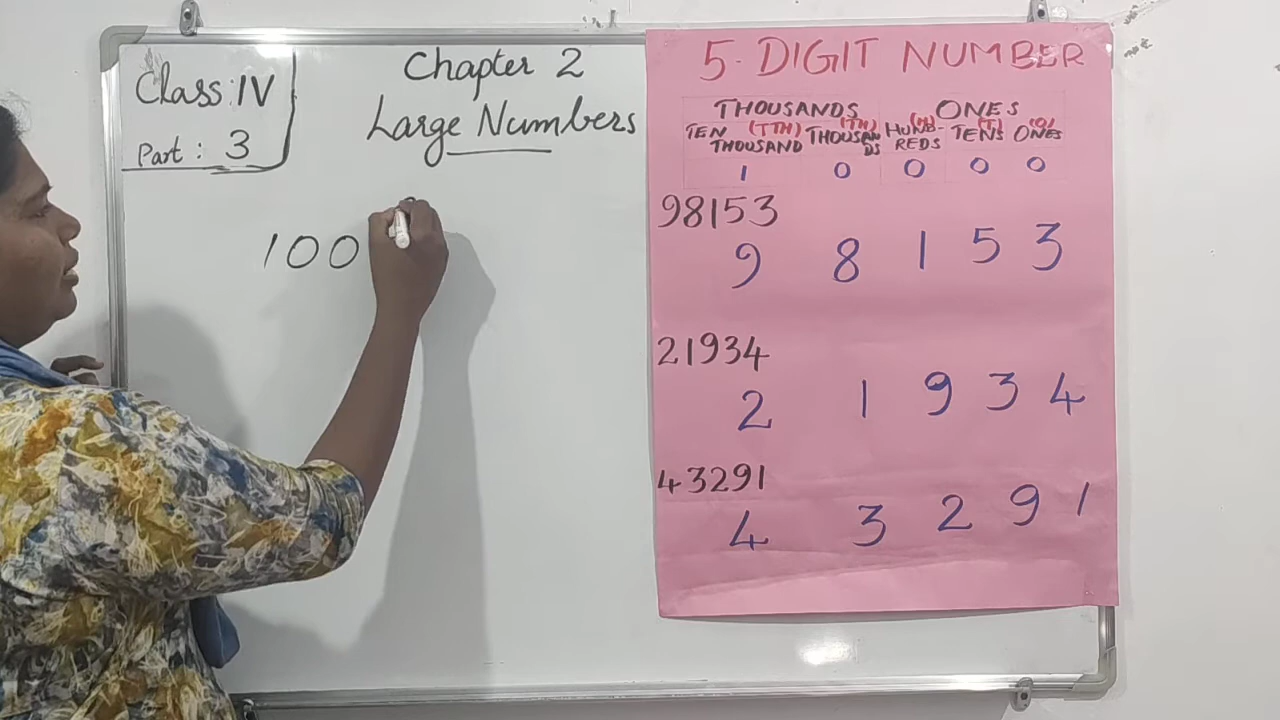 Class: IV
Part: 3
Chapter 2
Large Numbers
100
5-DIGIT NUMBER
THOUSANDS ONES
TEN THOUSAND (TTH) THOUSANDS (TH) HUNDREDS (H) TENS (T) ONES (O)
1 0 0 0 0
98153
9 8 1 5 3
21934
2 1 9 3 4
43291
4 3 2 9 1